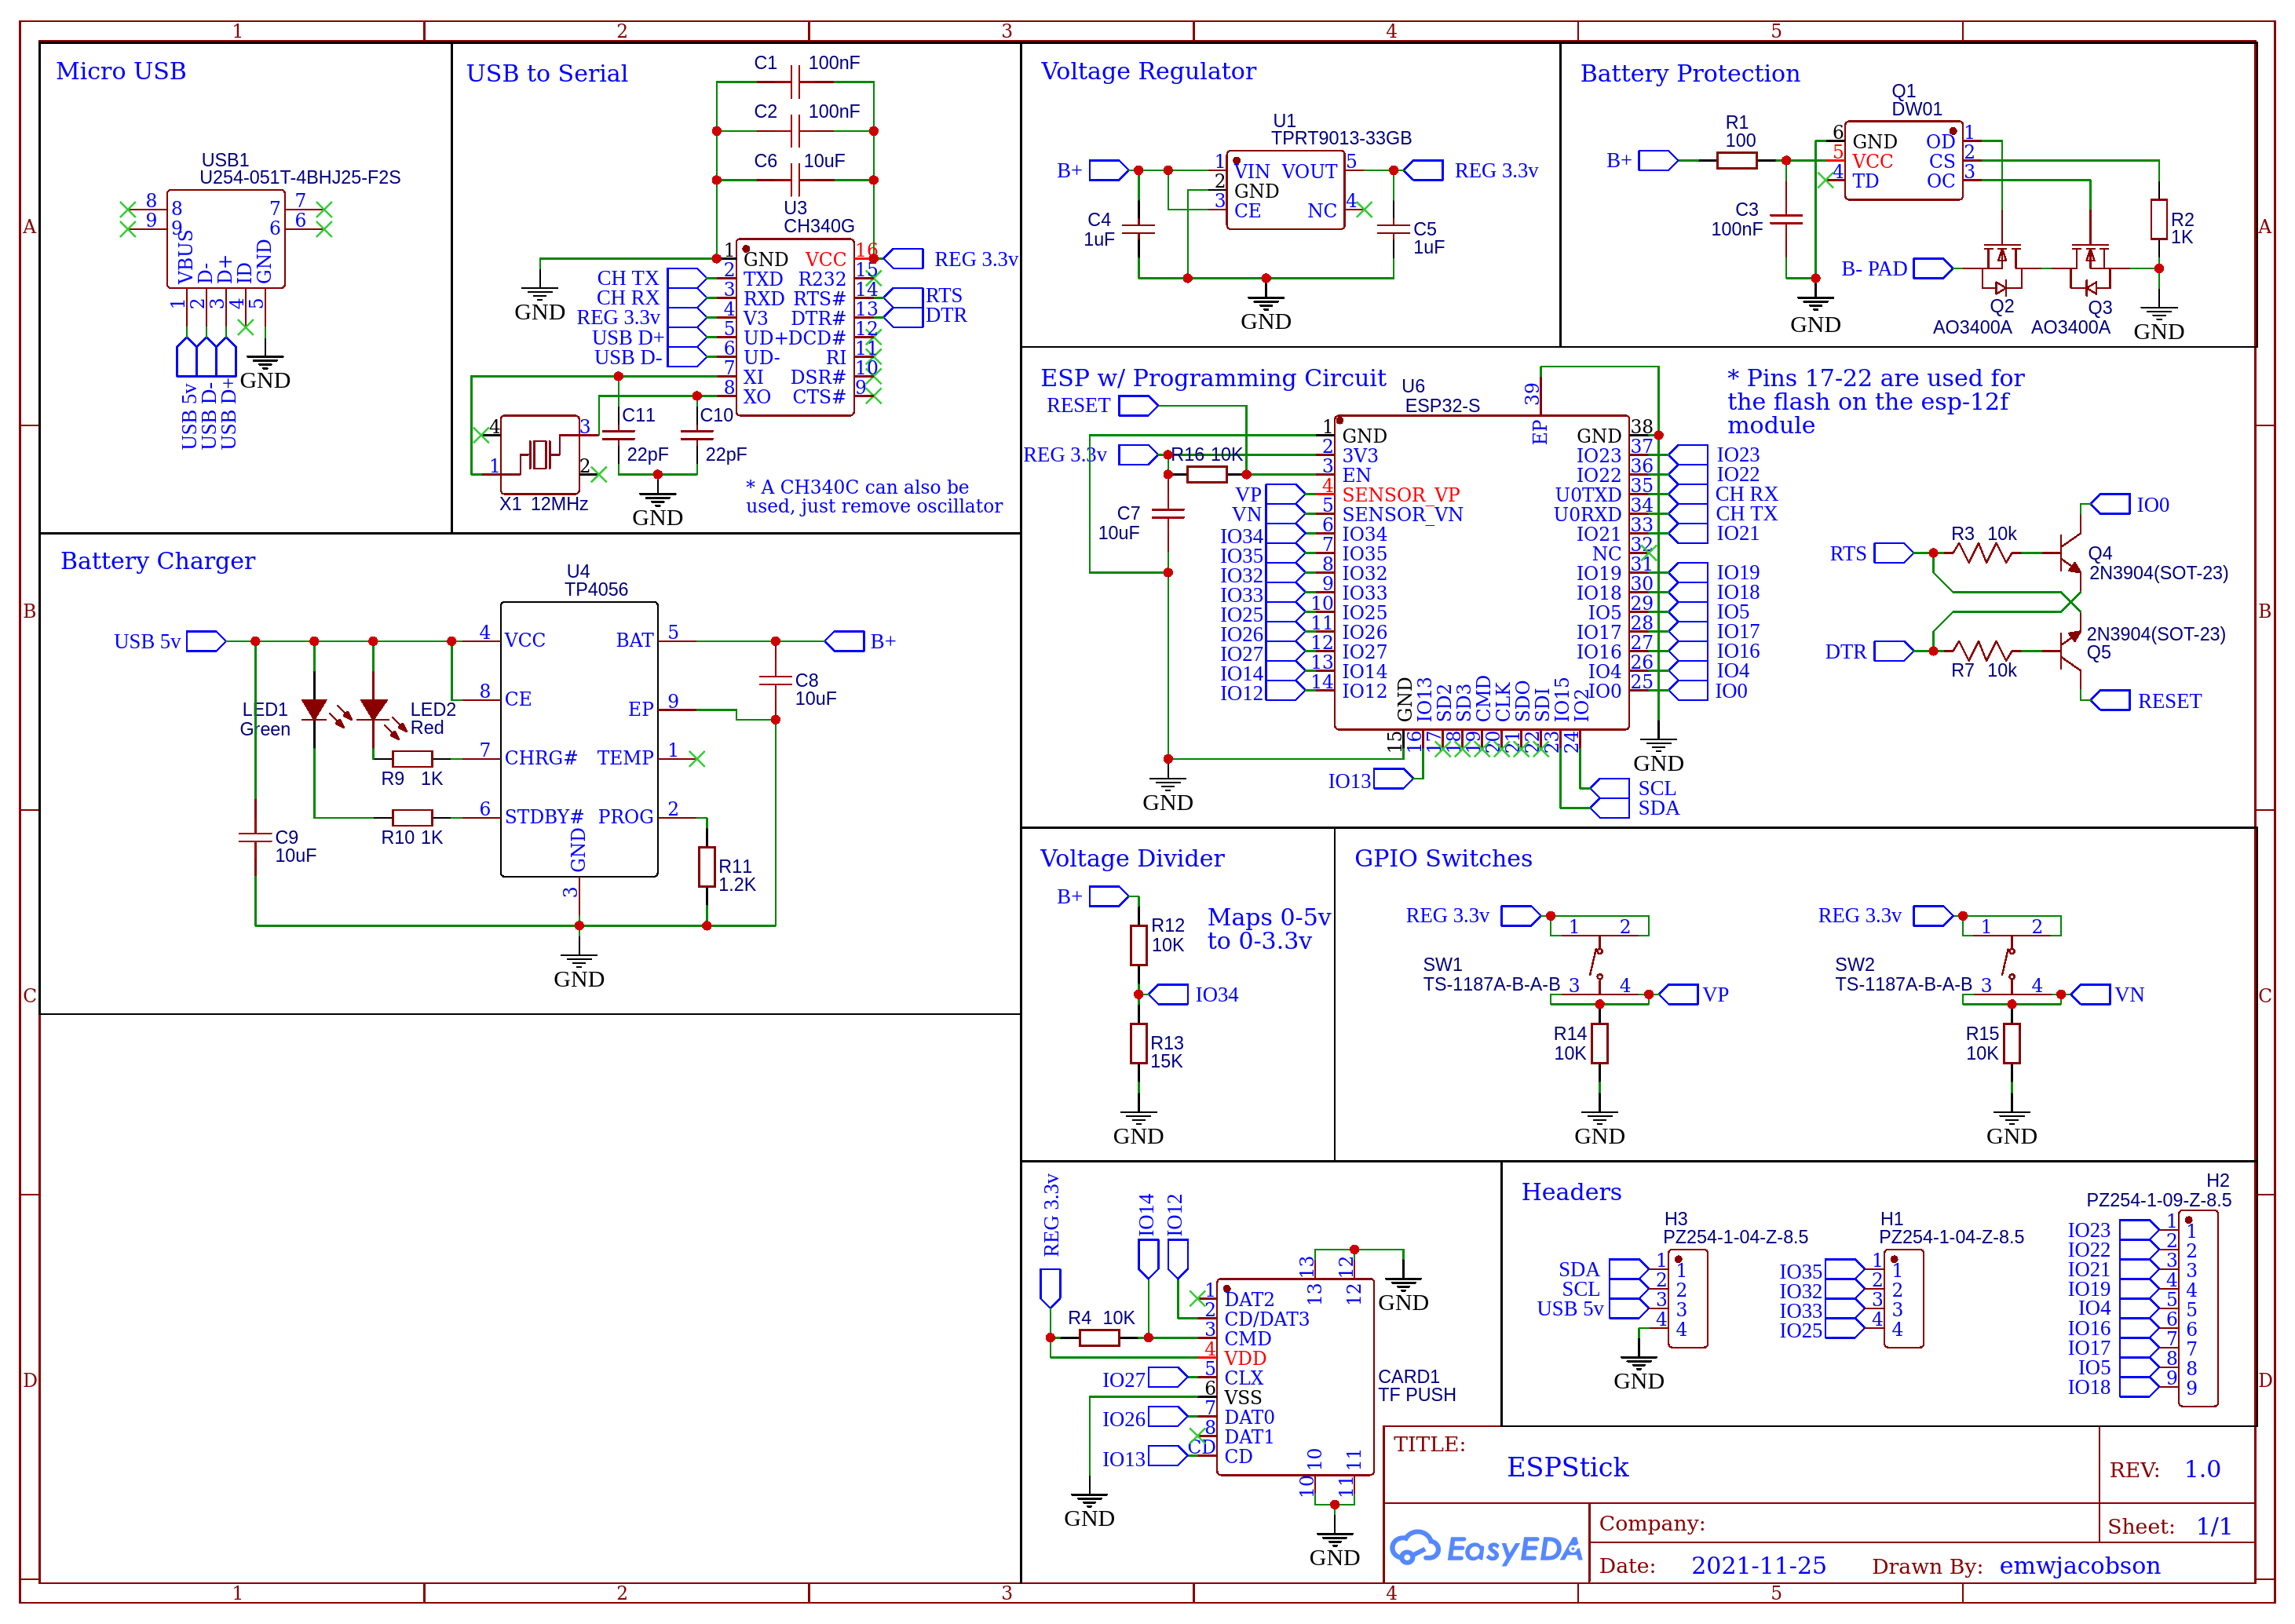 1 2 3 4 5
A
B
C
D
A
B
C
D
1 2 3 4 5
Micro USB
USB1
U254-051T-4BHJ25-F2S
8 8 7 7
9 9 6 6
VBUS D- D+ ID GND
1 2 3 4 5
USB 5v
USB D-
USB D+
GND
USB to Serial
C1 100nF
C2 100nF
C6 10uF
U3
CH340G
1 GND VCC 16 REG 3.3v
CH TX 2 TXD R232 15
CH RX 3 RXD RTS# 14 RTS
REG 3.3v 4 V3 DTR# 13 DTR
USB D+ 5 UD+ DCD# 12
USB D- 6 UD- RI 11
7 XI DSR# 10
8 XO CTS# 9
GND
C11
22pF
C10
22pF
4 3
1 2
X1 12MHz
GND
* A CH340C can also be
used, just remove oscillator
Voltage Regulator
U1
TPRT9013-33GB
B+ 1 VIN VOUT 5 REG 3.3v
2 GND
3 CE NC 4
C4
1uF
C5
1uF
GND
Battery Protection
Q1
DW01
R1
100
B+
6 GND OD 1
5 VCC CS 2
4 TD OC 3
C3
100nF
R2
1K
B- PAD
Q2
AO3400A
Q3
AO3400A
GND
GND
ESP w/ Programming Circuit
U6
ESP32-S
* Pins 17-22 are used for
the flash on the esp-12f
module
RESET
REG 3.3v
R16 10K
C7
10uF
39 EP
1 GND GND 38
2 3V3 IO23 37 IO23
3 EN IO22 36 IO22
VP 4 SENSOR_VP U0TXD 35 CH RX
VN 5 SENSOR_VN U0RXD 34 CH TX
IO34 6 IO34 IO21 33 IO21
IO35 7 IO35 NC 32
IO32 8 IO32 IO19 31 IO19
IO33 9 IO33 IO18 30 IO18
IO25 10 IO25 IO5 29 IO5
IO26 11 IO26 IO17 28 IO17
IO27 12 IO27 IO16 27 IO16
IO14 13 IO14 IO4 26 IO4
IO12 14 IO12 IO0 25 IO0
GND IO13 SD2 SD3 CMD CLK SDO SDI IO15 IO2
15 16 17 18 19 20 21 22 23 24
IO13
SCL
SDA
GND
GND
IO0
RTS
R3 10k
Q4
2N3904(SOT-23)
2N3904(SOT-23)
Q5
DTR
R7 10k
RESET
Battery Charger
U4
TP4056
USB 5v 4 VCC BAT 5 B+
8 CE EP 9
7 CHRG# TEMP 1
6 STDBY# PROG 2
GND
3
LED1
Green
LED2
Red
R9 1K
R10 1K
C8
10uF
C9
10uF
R11
1.2K
GND
Voltage Divider
B+
R12
10K
Maps 0-5v
to 0-3.3v
IO34
R13
15K
GND
GPIO Switches
REG 3.3v
1 2
SW1
TS-1187A-B-A-B
3 4
VP
R14
10K
GND
REG 3.3v
1 2
SW2
TS-1187A-B-A-B
3 4
VN
R15
10K
GND
REG 3.3v
IO14
IO12
R4 10K
13 12
13 12
GND
1 DAT2
2 CD/DAT3
3 CMD
4 VDD
IO27 5 CLX
6 VSS
IO26 7 DAT0
8 DAT1
IO13 CD CD
CARD1
TF PUSH
10 11
10 11
GND
GND
Headers
H3
PZ254-1-04-Z-8.5
SDA 1 1
SCL 2 2
USB 5v 3 3
4 4
GND
H1
PZ254-1-04-Z-8.5
IO35 1 1
IO32 2 2
IO33 3 3
IO25 4 4
H2
PZ254-1-09-Z-8.5
IO23 1 1
IO22 2 2
IO21 3 3
IO19 4 4
IO4 5 5
IO16 6 6
IO17 7 7
IO5 8 8
IO18 9 9
TITLE:
ESPStick
REV: 1.0
EasyEDA
Company:
Sheet: 1/1
Date: 2021-11-25 Drawn By: emwjacobson